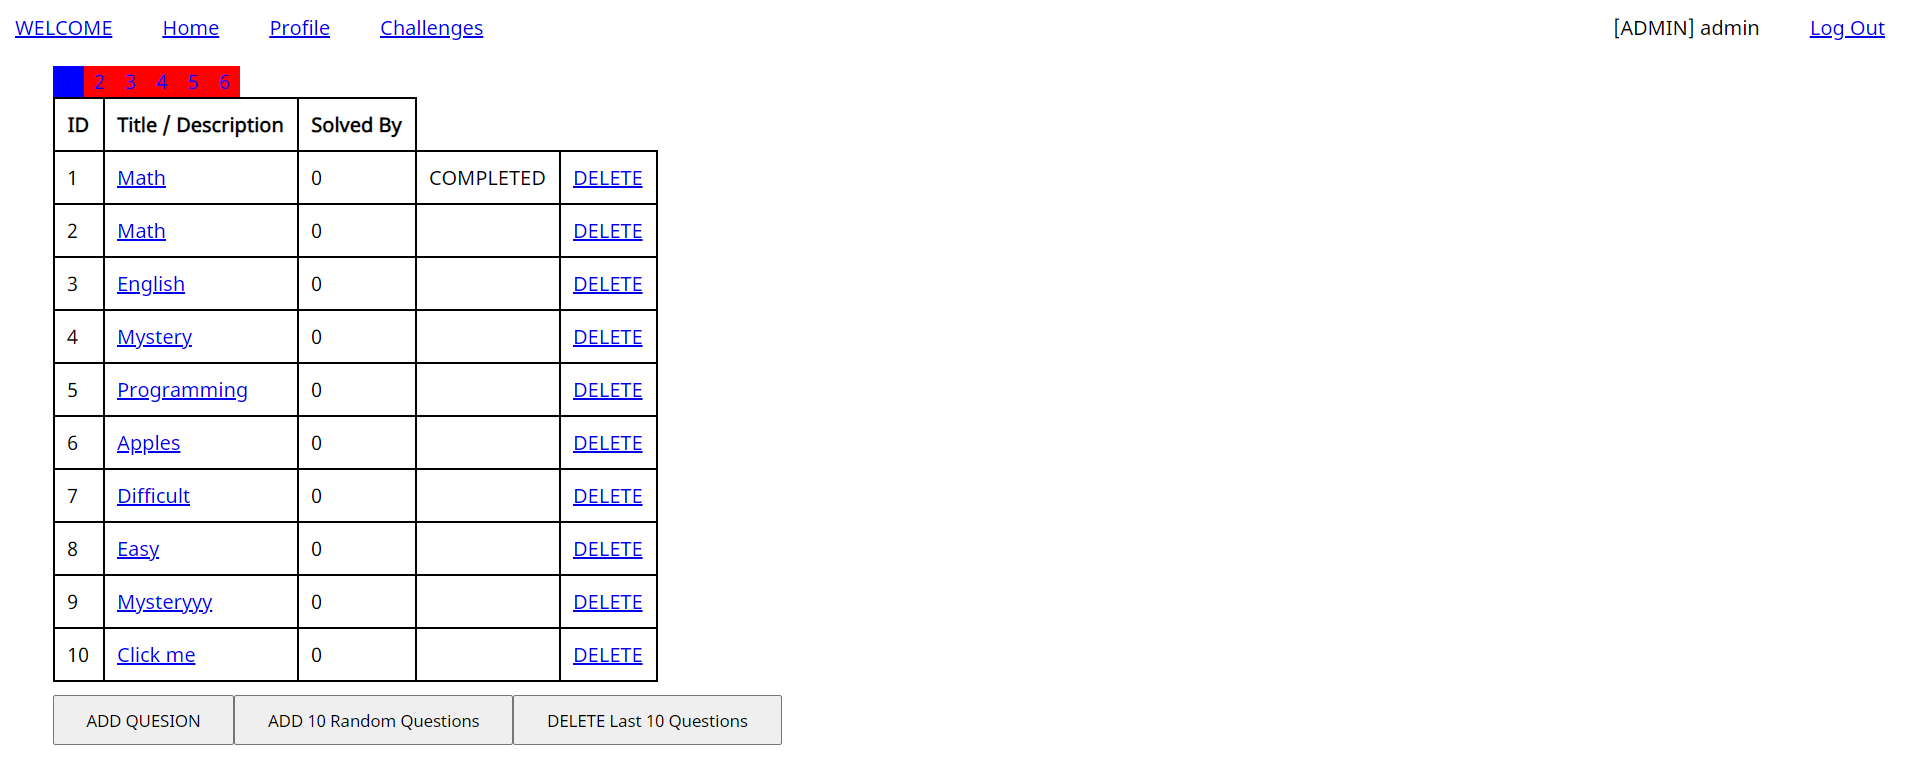 WELCOME Home Profile Challenges [ADMIN] admin Log Out
2 3 4 5 6
ID Title / Description Solved By
1 Math 0 COMPLETED DELETE
2 Math 0 DELETE
3 English 0 DELETE
4 Mystery 0 DELETE
5 Programming 0 DELETE
6 Apples 0 DELETE
7 Difficult 0 DELETE
8 Easy 0 DELETE
9 Mysteryyy 0 DELETE
10 Click me 0 DELETE
ADD QUESION ADD 10 Random Questions DELETE Last 10 Questions